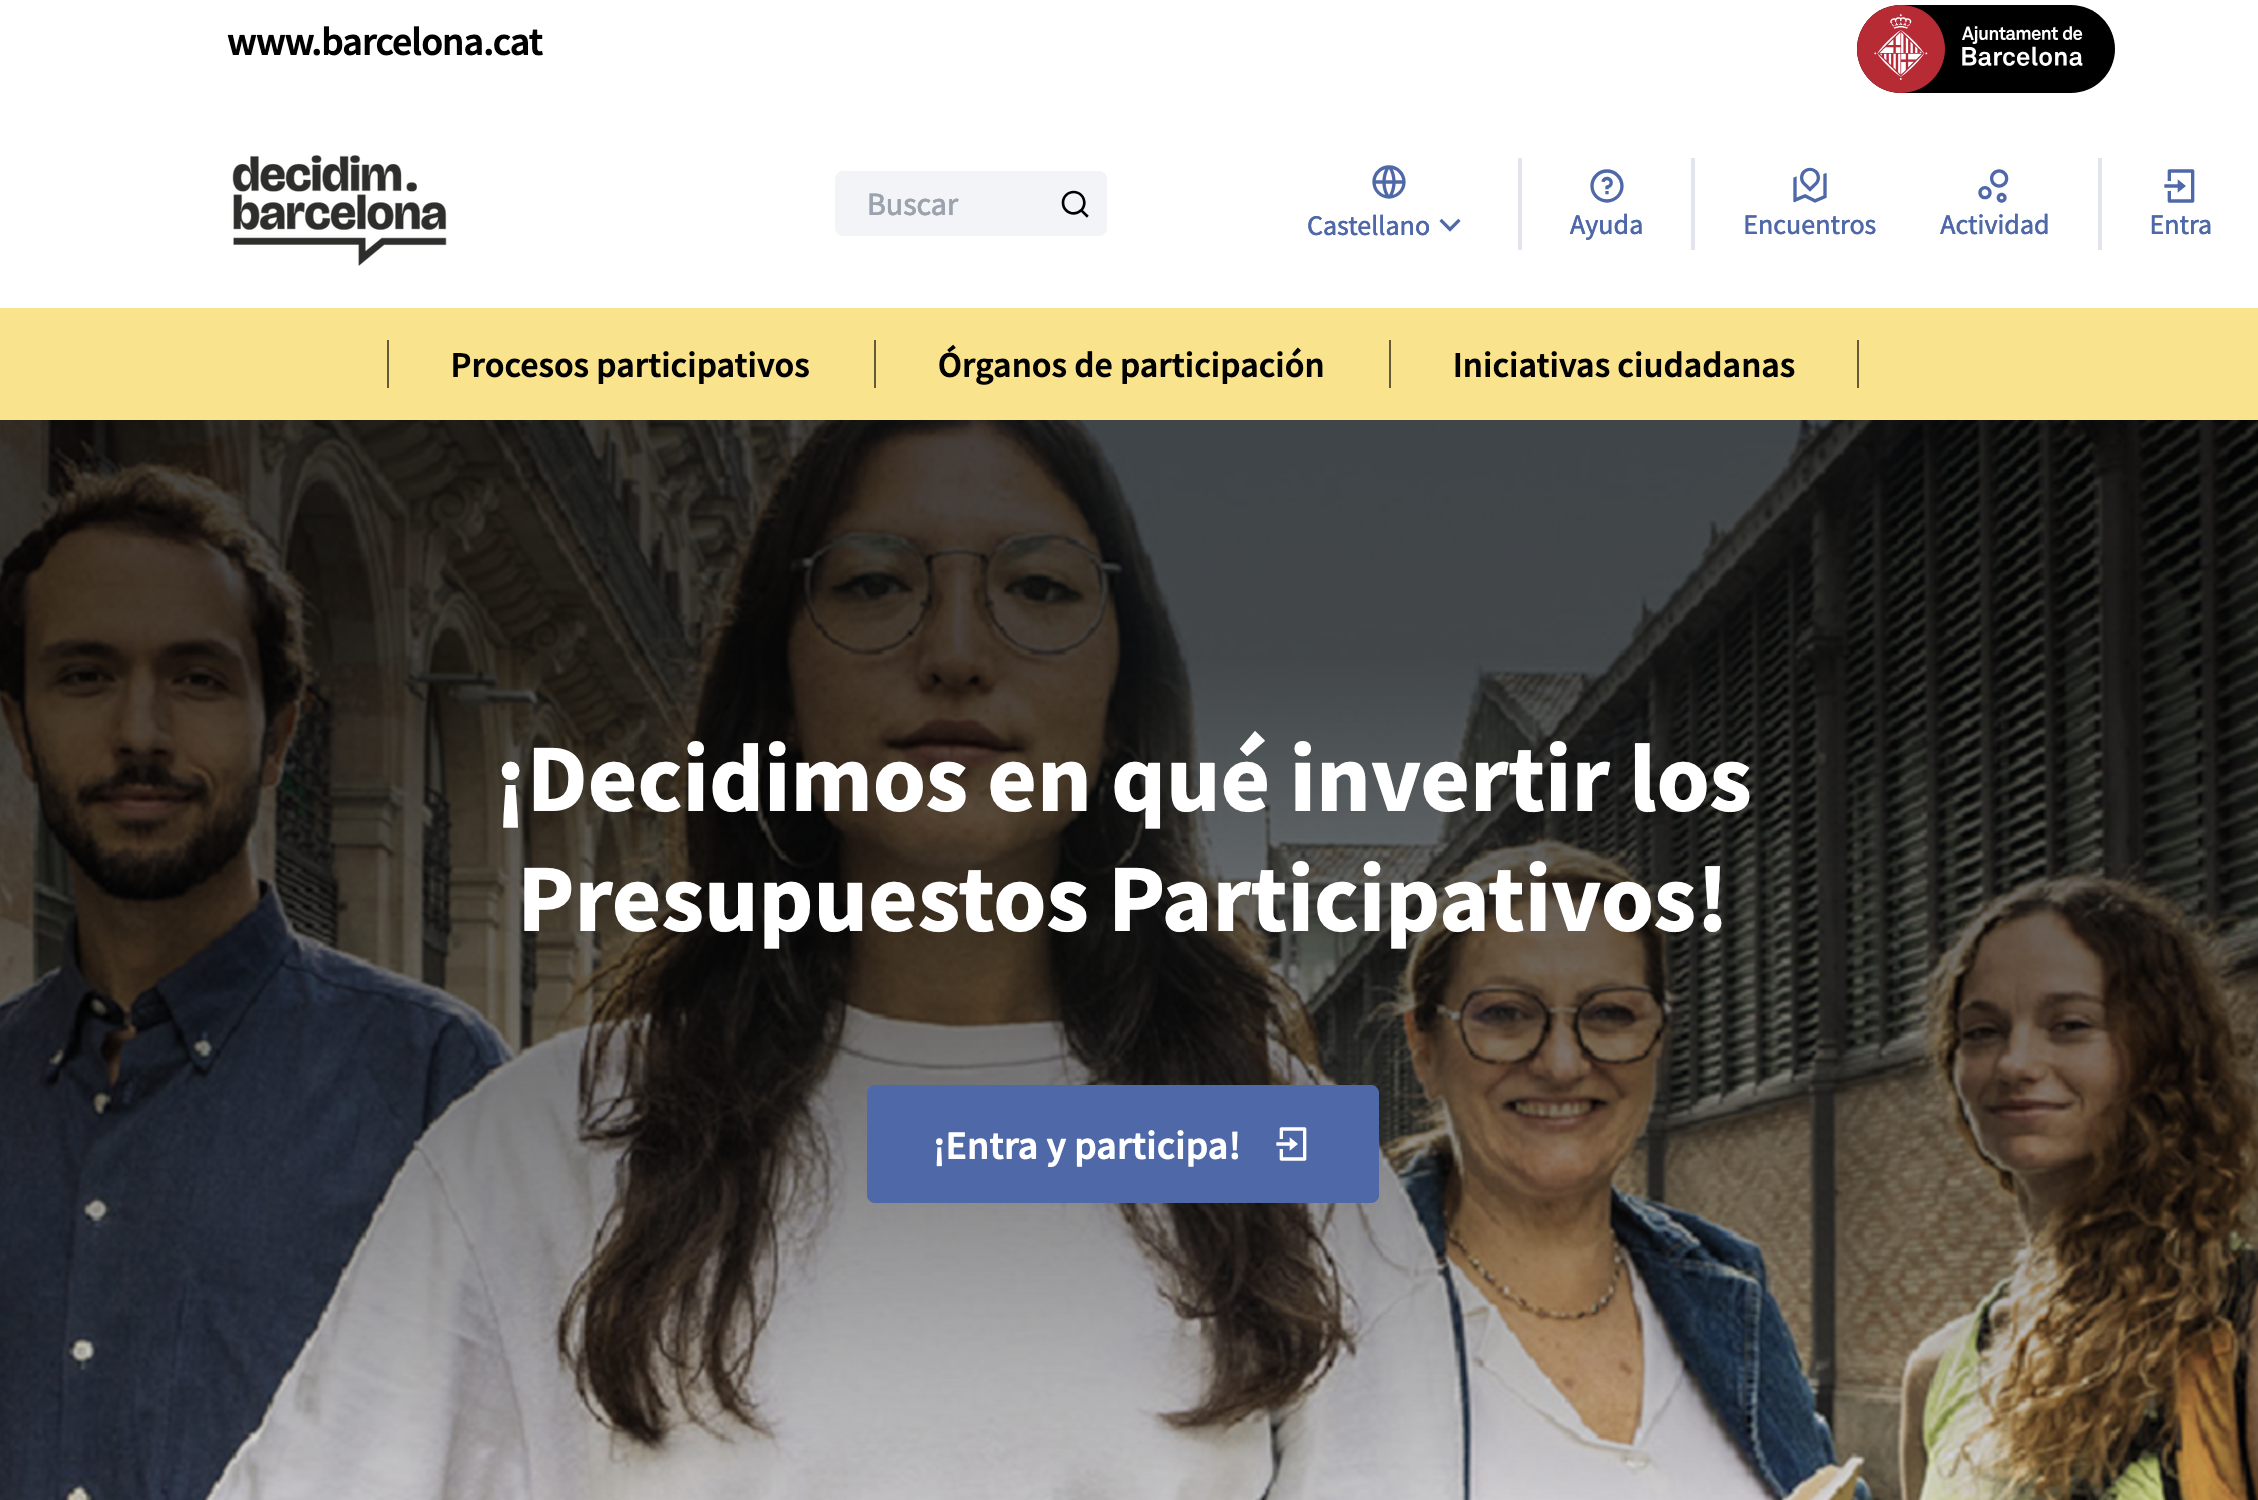 www.barcelona.cat
Ajuntament de
Barcelona
decidim.
barcelona
Buscar
Castellano
Ayuda
Encuentros
Actividad
Entra
Procesos participativos
Órganos de participación
Iniciativas ciudadanas
¡Decidimos en qué invertir los
Presupuestos Participativos!
¡Entra y participa!